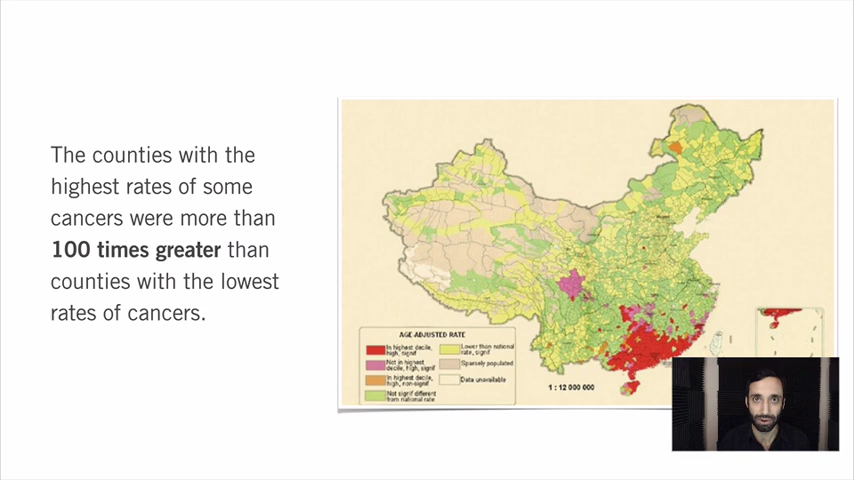 The counties with the
highest rates of some
cancers were more than
100 times greater than
counties with the lowest
rates of cancers.
AGE-ADJUSTED RATE
In highest decile,
high, signif
Not in highest
decile, high, signif
In highest decile,
high, non-signif
Not signif different
from national rate
Lower than national
rate, signif
Sparsely populated
Data unavailable
1 : 12 000 000